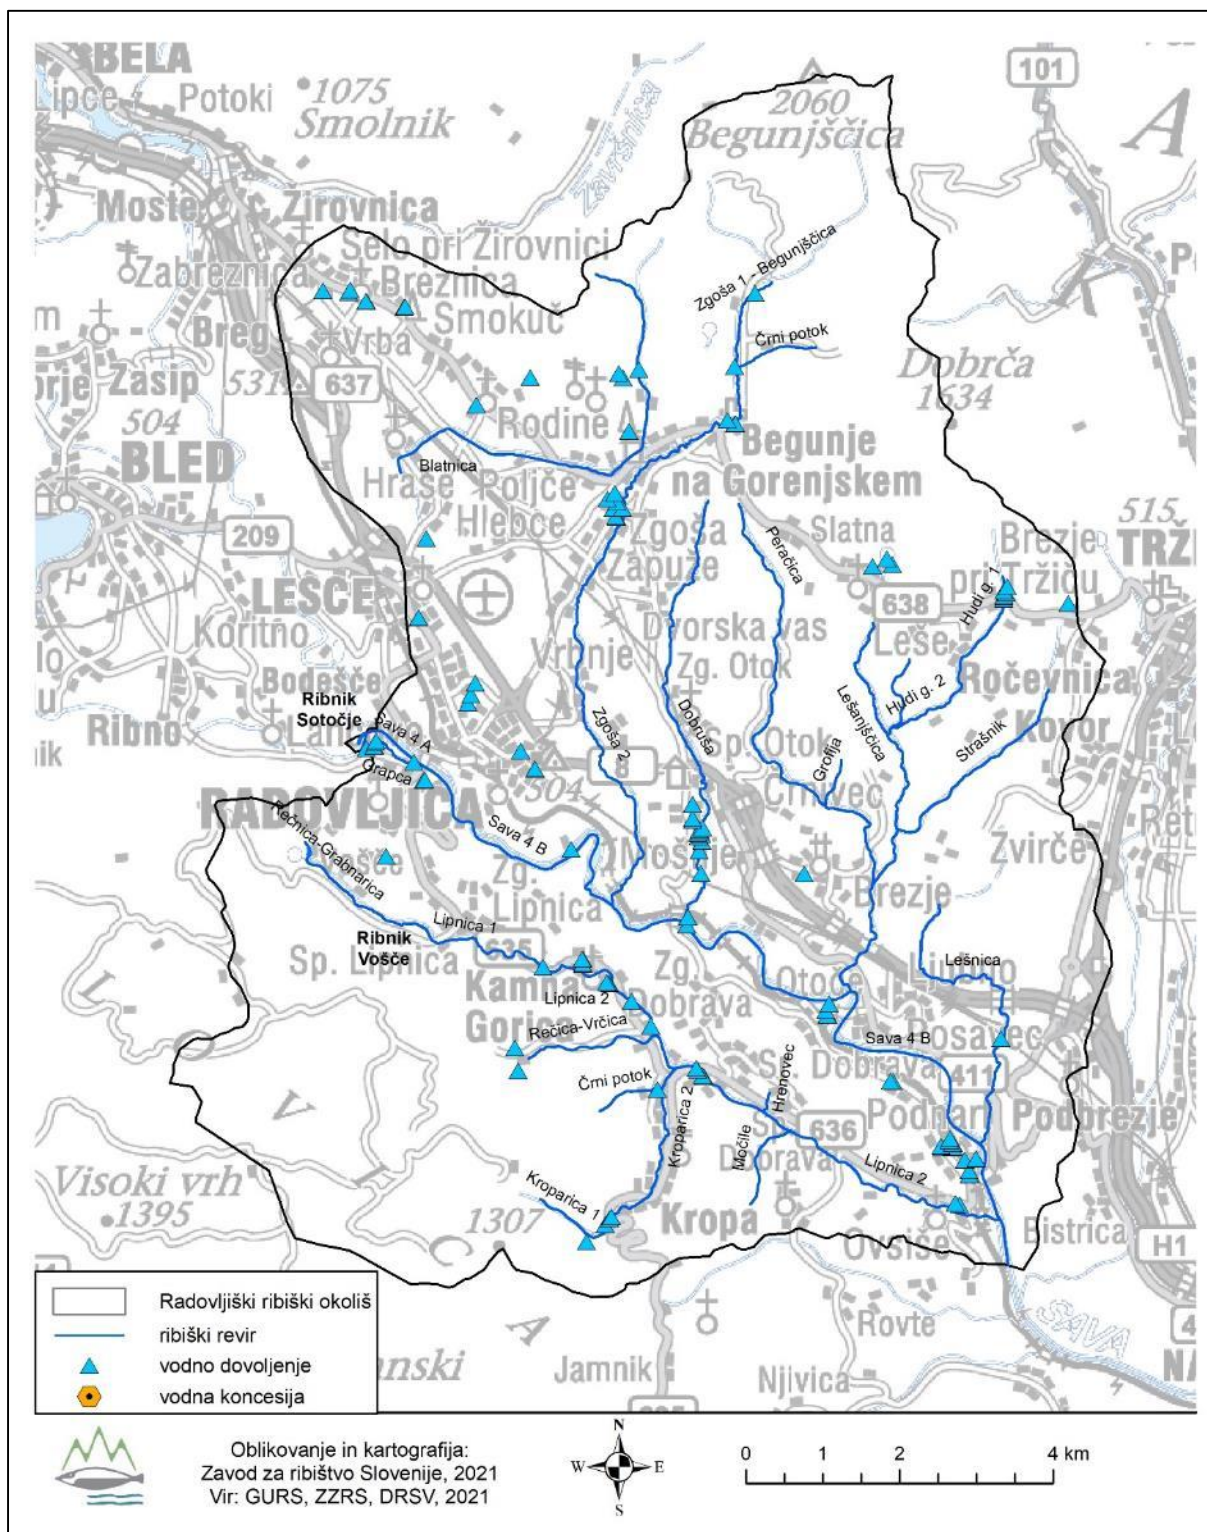 BELA
Lipce
Potoki
1075
Smolnik
Završnica
2060
Begunjščica
101
A
Moste
Žirovnica
Selo pri Žirovnici
Zabreznica
Breznica
Zgoša 1 - Begunjščica
K
Breg
Smokuč
Vrba
Črni potok
Dobrča
1634
Zasip
531
637
504
Rodine
BLED
Blatnica
Begunje
na Gorenjskem
Hraše
Poljče
Hlebce
209
Zgoša
Zapuže
Peračica
Slatna
515
Brezje
pri Tržiču
TRŽ
Hudi g. 1
638
LESCE
Koritno
Dvorska vas
Leše
Vrbnje
Zg. Otok
Ročevnica
Bodešče
Ribnik
Sotočje
Ribno
Lan
Sava 4 A
Grapca
Zgoša 2
Dobruša
Hudi g. 2
Lešanjščica
Strašnik
Kovor
Sp. Otok
Grofija
8
504
RADOVLJICA
Črnivec
Sava 4 B
Rečnica-Grabnarica
Mošnje
Zvirče
Zg.
Lipnica
Brezje
Lipnica 1
Ribnik
Vošče
635
Sp. Lipnica
Kamna
Gorica
Lipnica 2
Zg.
Dobrava
Otoče
Ljubno
Lešnica
Rečica-Vrčica
Sava 4 B
Posavec
Črni potok
Hrenovec
Sr. Dobrava
411
Kroparica 2
Podnart
Podbrezje
636
Sp.
Dobrava
Močile
Lipnica 2
Visoki vrh
1395
Kroparica 1
1307
Kropa
Ovsiše
Bistrica
H1
SAVA
Rovte
Jamnik
Njivica
Radovljiški ribiški okoliš
ribiški revir
vodno dovoljenje
vodna koncesija
Oblikovanje in kartografija:
Zavod za ribištvo Slovenije, 2021
Vir: GURS, ZZRS, DRSV, 2021
N
W
E
S
0 1 2 4 km